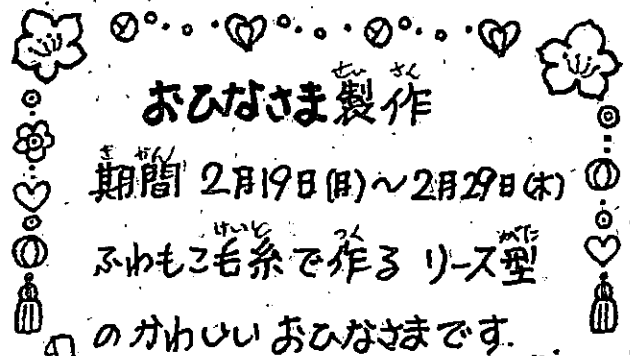 おひなさま製作
期間 2月19日(月)～2月29日(木)
ふわもこ毛糸で作る リース型
のかわいい おひなさまです.